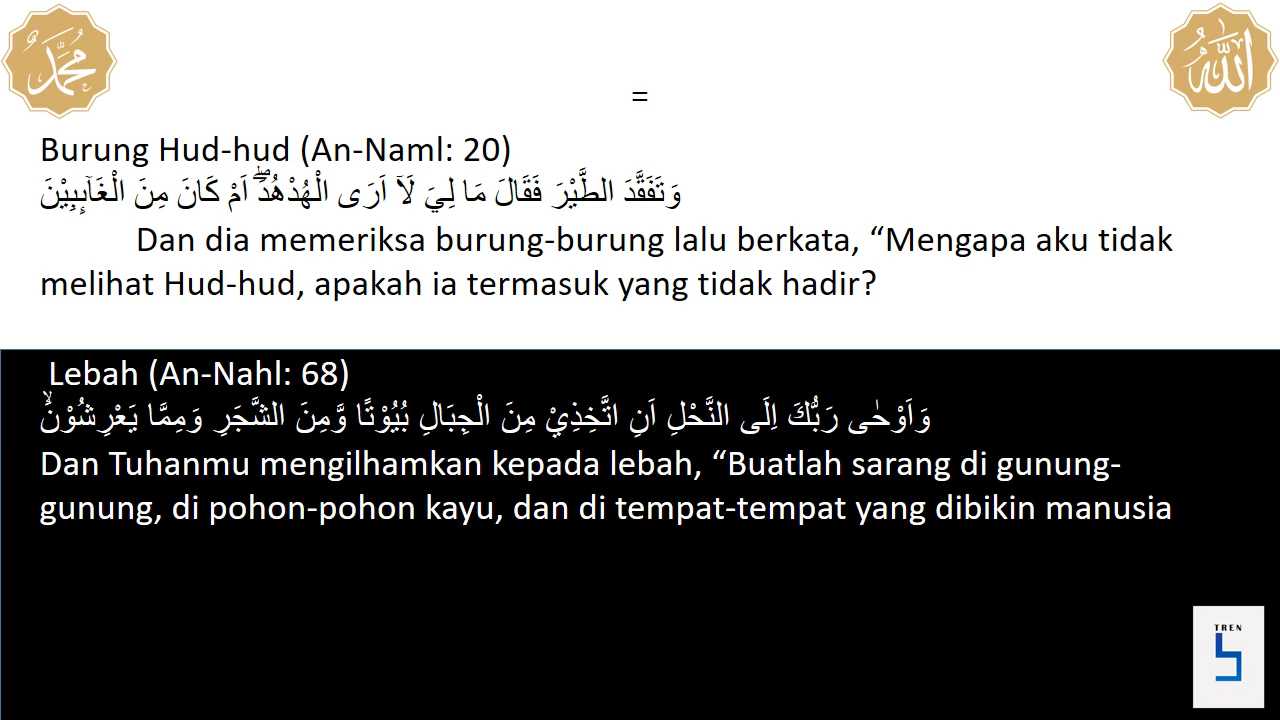 محمد
الله
=
Burung Hud-hud (An-Naml: 20)
وَتَفَقَّدَ الطَّيْرَ فَقَالَ مَا لِيَ لَآ اَرَى الْهُدْهُدَۖ اَمْ كَانَ مِنَ الْغَاۤىِٕبِيْنَ
Dan dia memeriksa burung-burung lalu berkata, “Mengapa aku tidak
melihat Hud-hud, apakah ia termasuk yang tidak hadir?
Lebah (An-Nahl: 68)
وَاَوْحٰى رَبُّكَ اِلَى النَّحْلِ اَنِ اتَّخِذِيْ مِنَ الْجِبَالِ بُيُوْتًا وَّمِنَ الشَّجَرِ وَمِمَّا يَعْرِشُوْنَۙ
Dan Tuhanmu mengilhamkan kepada lebah, “Buatlah sarang di gunung-
gunung, di pohon-pohon kayu, dan di tempat-tempat yang dibikin manusia
TREN
5